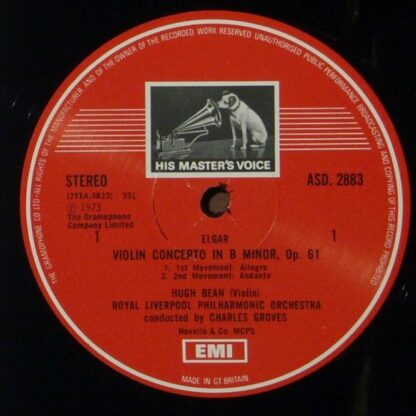 THE GRAMOPHONE CO LTD·ALL RIGHTS OF THE MANUFACTURER AND OF THE OWNER OF THE RECORDED WORK RESERVED UNAUTHORISED PUBLIC PERFORMANCE BROADCASTING AND COPYING OF THIS RECORD PROHIBITED
HIS MASTER'S VOICE
STEREO
ASD. 2883
(2YEA.4623) 33⅓
Ⓟ 1973
The Gramophone
Company Limited
1
1
ELGAR
VIOLIN CONCERTO IN B MINOR, Op. 61
1. 1st Movement: Allegro
2. 2nd Movement: Andante
HUGH BEAN (Violin)
ROYAL LIVERPOOL PHILHARMONIC ORCHESTRA
conducted by CHARLES GROVES
Novello & Co. MCPS
EMI
MADE IN GT BRITAIN